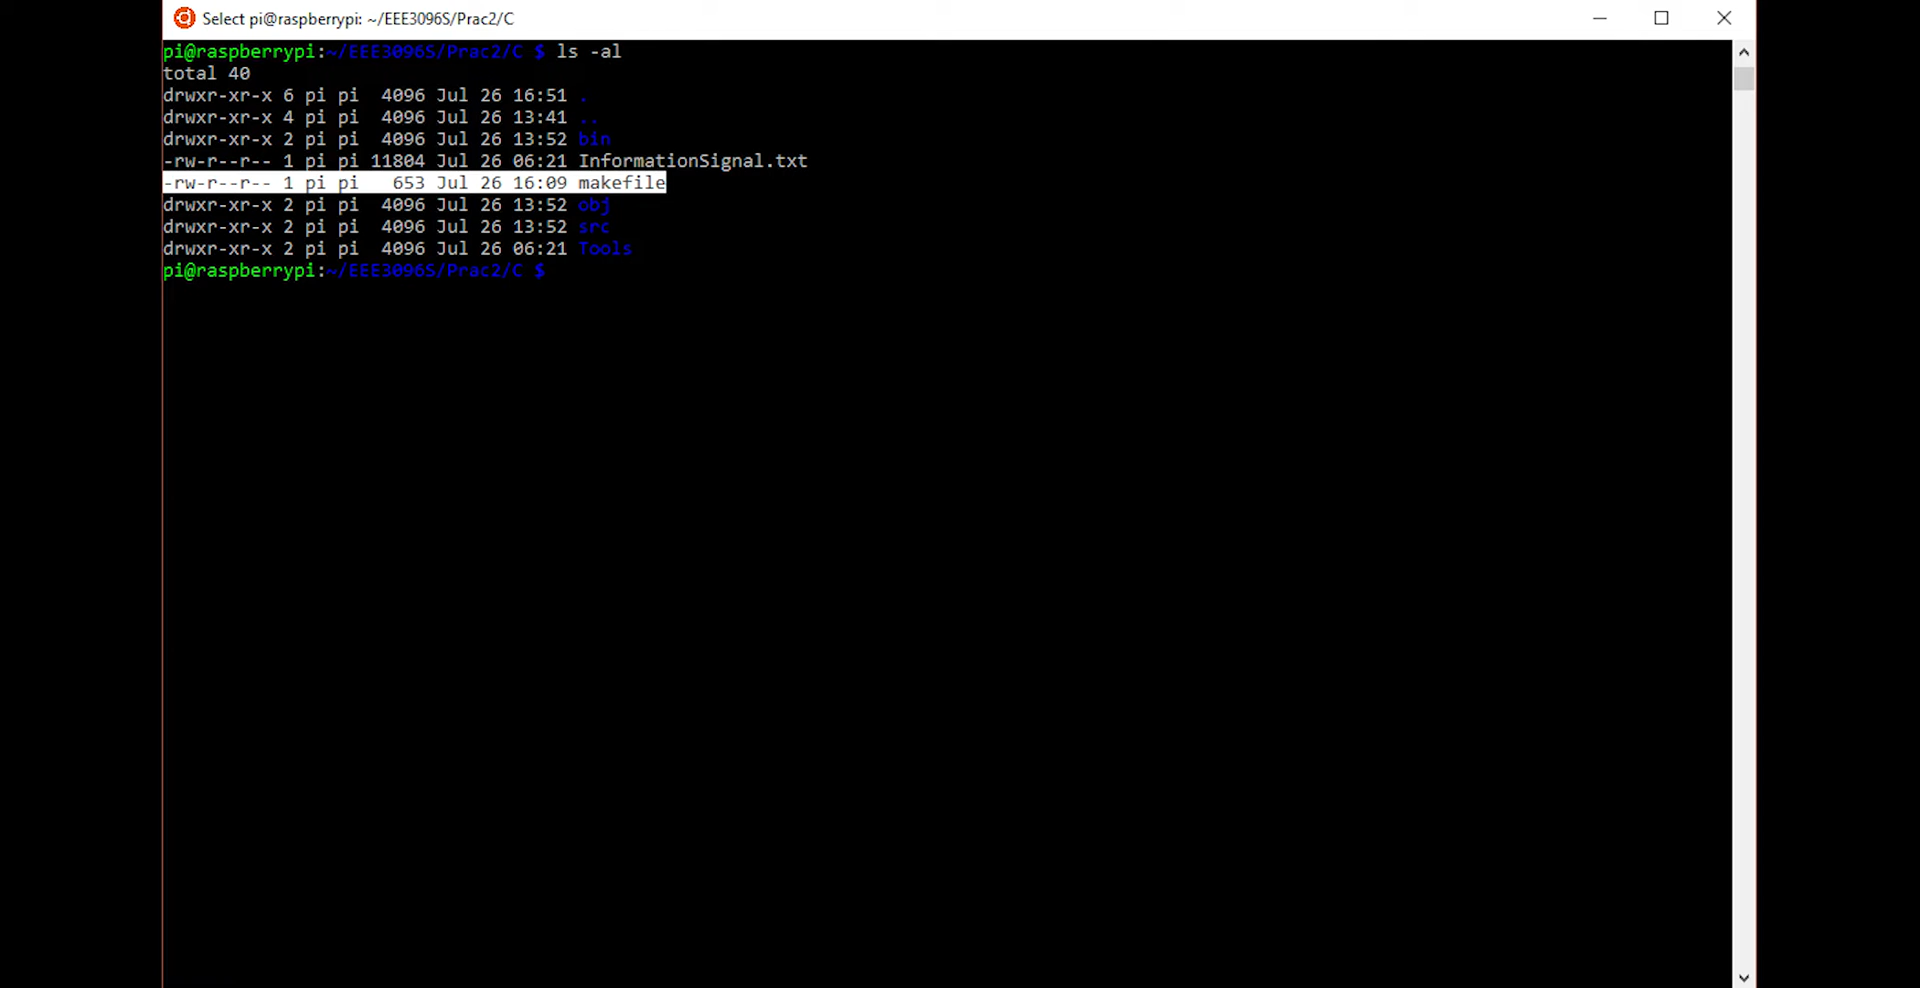 Select pi@raspberrypi: ~/EEE3096S/Prac2/C
pi@raspberrypi:~/EEE3096S/Prac2/C $ ls -al
total 40
drwxr-xr-x 6 pi pi  4096 Jul 26 16:51 .
drwxr-xr-x 4 pi pi  4096 Jul 26 13:41 ..
drwxr-xr-x 2 pi pi  4096 Jul 26 13:52 bin
-rw-r--r-- 1 pi pi 11804 Jul 26 06:21 InformationSignal.txt
-rw-r--r-- 1 pi pi   653 Jul 26 16:09 makefile
drwxr-xr-x 2 pi pi  4096 Jul 26 13:52 obj
drwxr-xr-x 2 pi pi  4096 Jul 26 13:52 src
drwxr-xr-x 2 pi pi  4096 Jul 26 06:21 Tools
pi@raspberrypi:~/EEE3096S/Prac2/C $